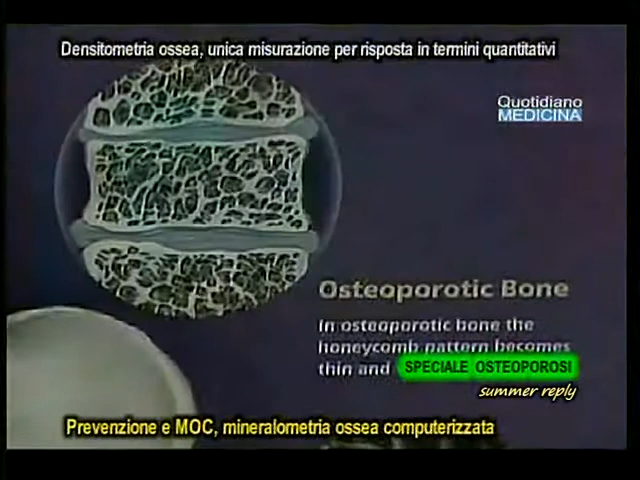 Densitometria ossea, unica misurazione per risposta in termini quantitativi
Quotidiano
MEDICINA
Osteoporotic Bone
In osteoporotic bone the
honeycomb pattern becomes
thin and
SPECIALE OSTEOPOROSI
summer reply
Prevenzione e MOC, mineralometria ossea computerizzata